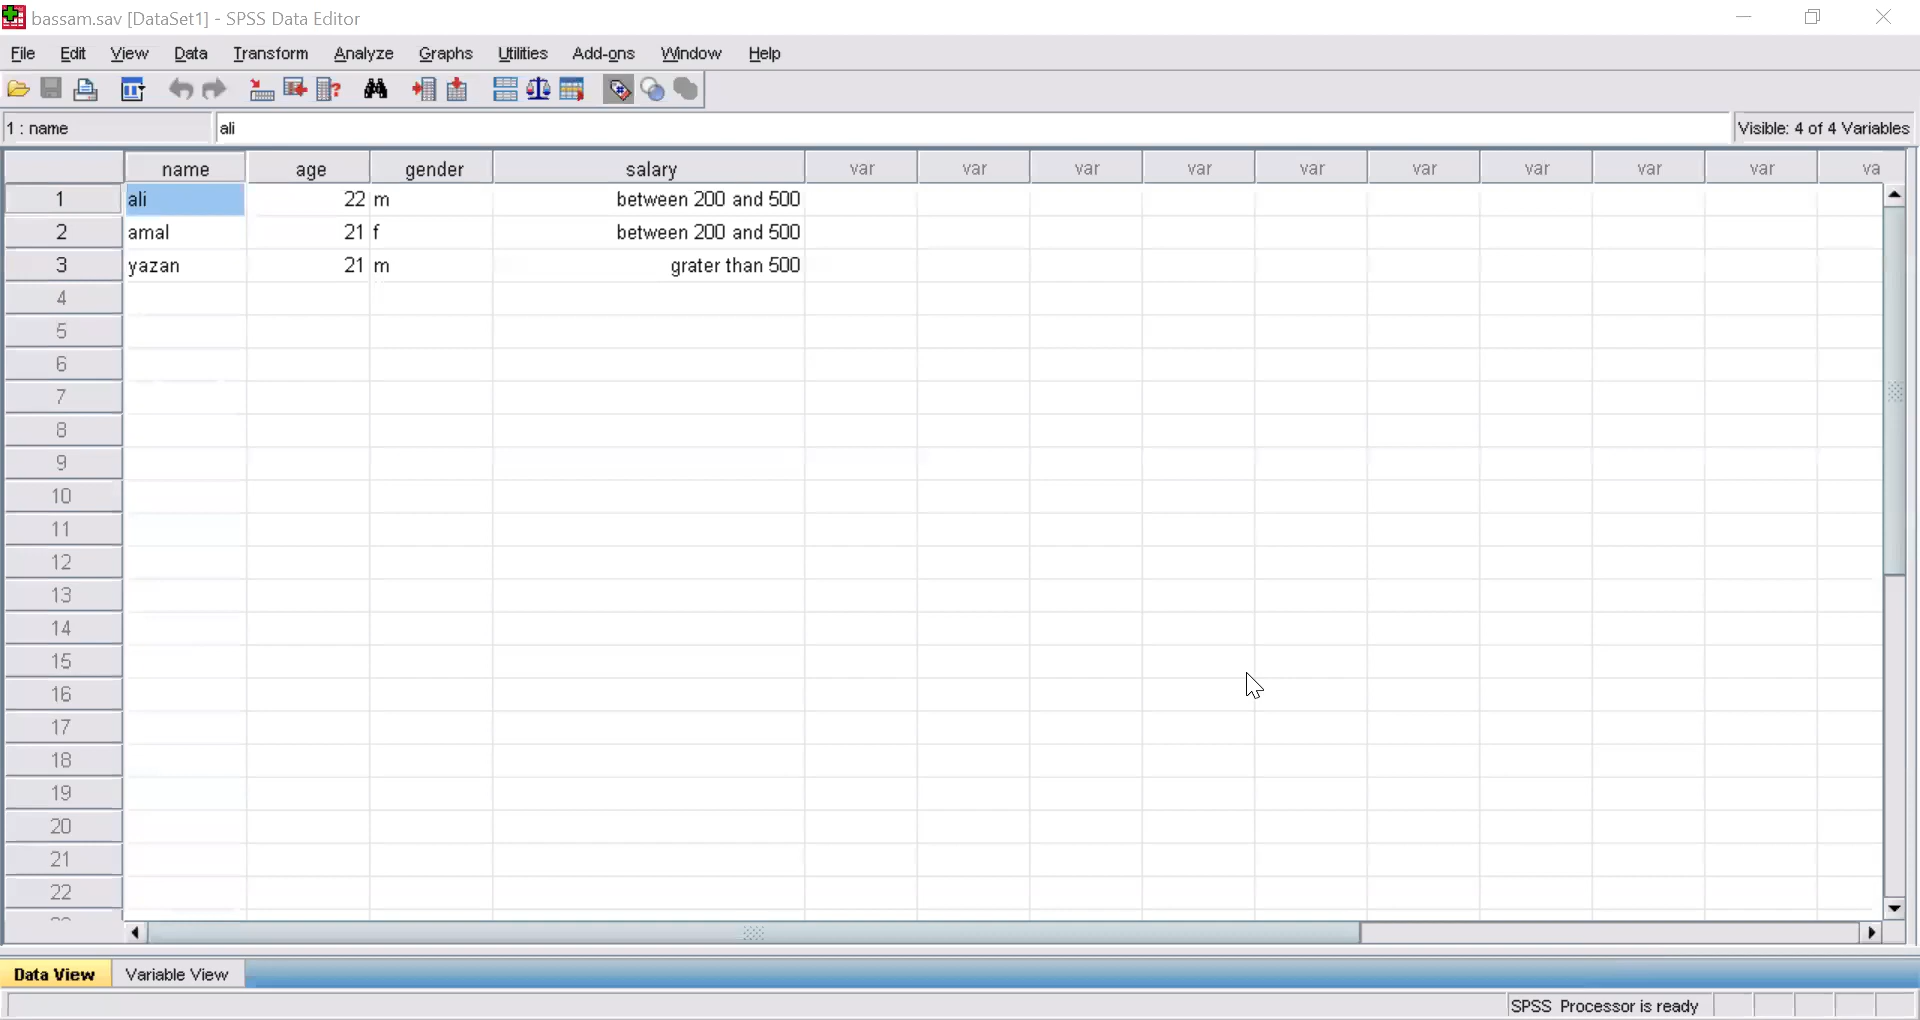 bassam.sav [DataSet1] - SPSS Data Editor
File Edit View Data Transform Analyze Graphs Utilities Add-ons Window Help
1 : name ali Visible: 4 of 4 Variables
name age gender salary var var var var var var var var var va
1 ali 22 m between 200 and 500
2 amal 21 f between 200 and 500
3 yazan 21 m grater than 500
4
5
6
7
8
9
10
11
12
13
14
15
16
17
18
19
20
21
22
Data View Variable View
SPSS Processor is ready